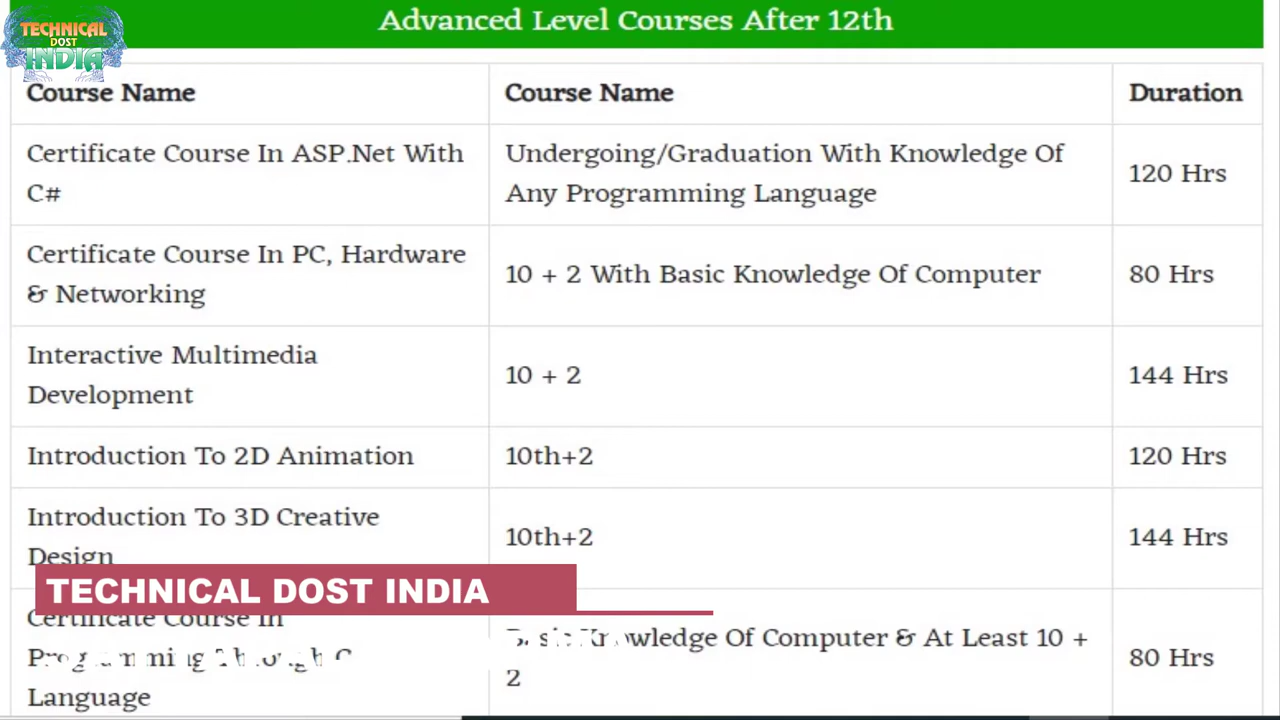 Advanced Level Courses After 12th
TECHNICAL
DOST
INDIA
Course Name
Course Name
Duration
Certificate Course In ASP.Net With
C#
Undergoing/Graduation With Knowledge Of
Any Programming Language
120 Hrs
Certificate Course In PC, Hardware
& Networking
10 + 2 With Basic Knowledge Of Computer
80 Hrs
Interactive Multimedia
Development
10 + 2
144 Hrs
Introduction To 2D Animation
10th+2
120 Hrs
Introduction To 3D Creative
Design
10th+2
144 Hrs
TECHNICAL DOST INDIA
Certificate Course In
Programming Through C
Language
Basic Knowledge Of Computer & At Least 10 +
2
80 Hrs